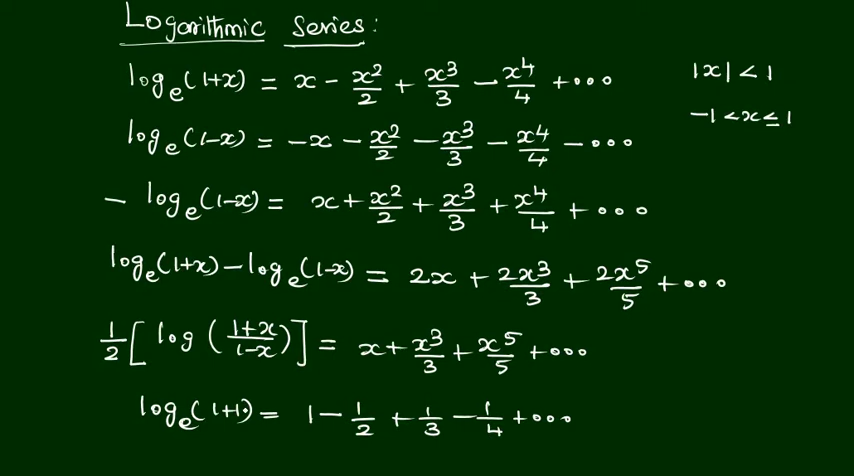 Logarithmic Series:
logₑ(1+x) = x - x²/2 + x³/3 - x⁴/4 + ... |x| < 1
logₑ(1-x) = -x - x²/2 - x³/3 - x⁴/4 - ... -1 < x ≤ 1
- logₑ(1-x) = x + x²/2 + x³/3 + x⁴/4 + ...
logₑ(1+x) - logₑ(1-x) = 2x + 2x³/3 + 2x⁵/5 + ...
1/2 [log((1+x)/(1-x))] = x + x³/3 + x⁵/5 + ...
logₑ(1+1) = 1 - 1/2 + 1/3 - 1/4 + ...